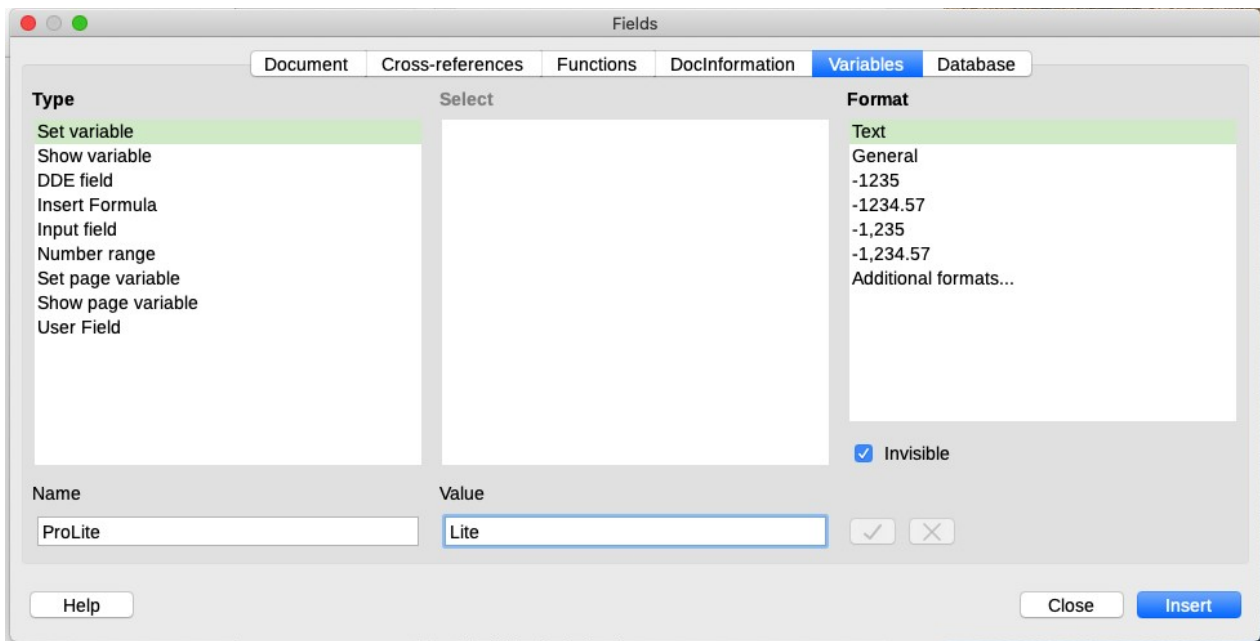 Fields
Document Cross-references Functions DocInformation Variables Database
Type
Set variable
Show variable
DDE field
Insert Formula
Input field
Number range
Set page variable
Show page variable
User Field
Select
Format
Text
General
-1235
-1234.57
-1,235
-1,234.57
Additional formats...
Invisible
Name
ProLite
Value
Lite
Help
Close
Insert